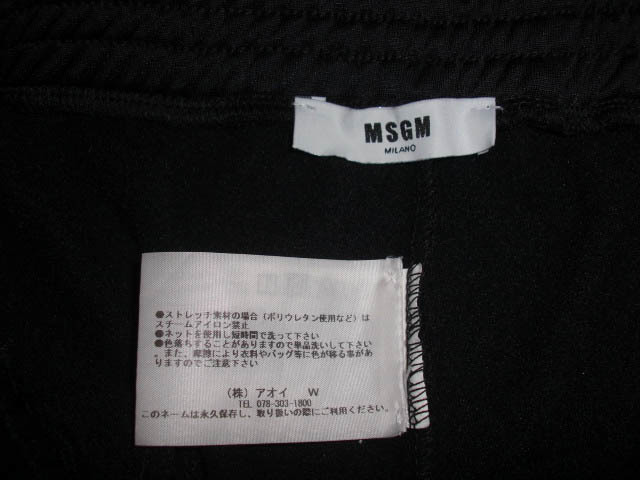 MSGM
MILANO
●ストレッチ素材の場合（ポリウレタン使用など）は
スチームアイロン禁止
●ネットを使用し短時間で洗って下さい
●色落ちすることがありますので単品洗いして下さい
。また、摩擦により衣料やバッグ等に色が移る事があ
りますのでご注意下さい
（株）アオイ　W
TEL 078-303-1800
このネームは永久保存し、取り扱いの際にご利用ください。